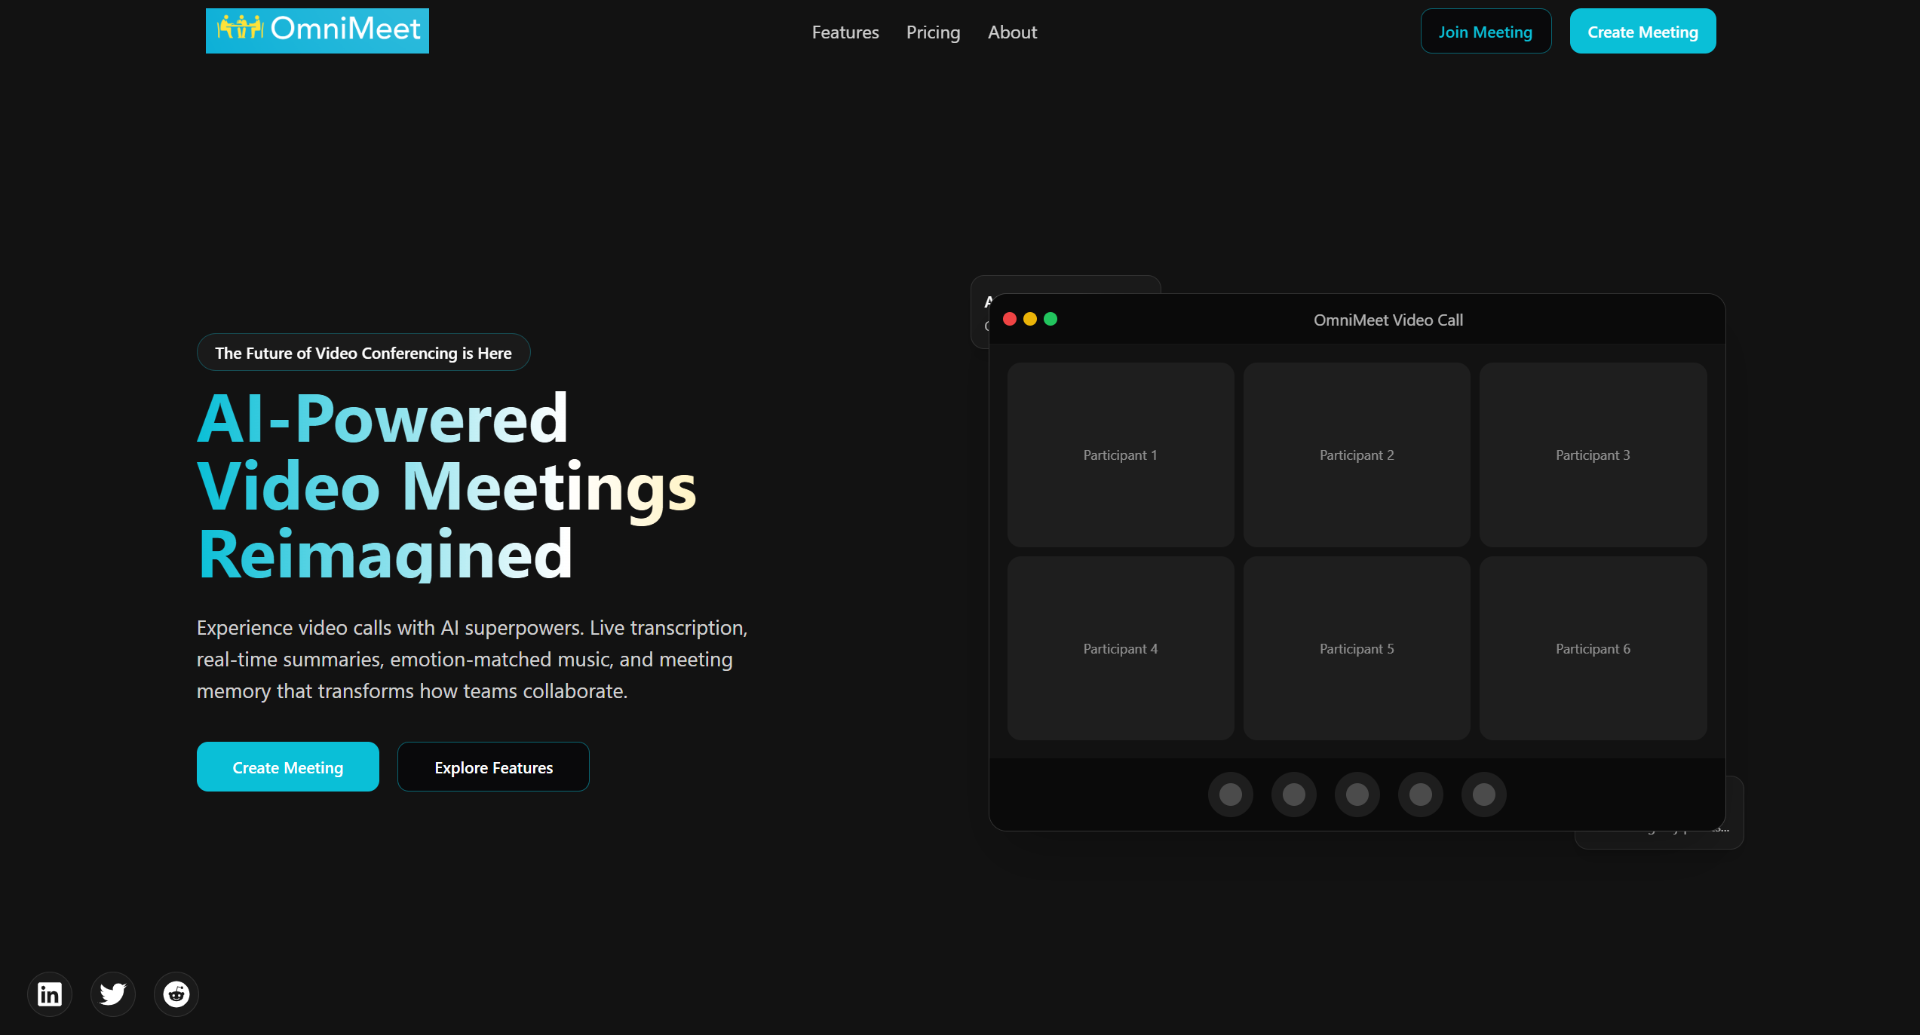 OmniMeet
Features
Pricing
About
Join Meeting
Create Meeting
The Future of Video Conferencing is Here
AI-Powered
Video Meetings
Reimagined
Experience video calls with AI superpowers. Live transcription,
real-time summaries, emotion-matched music, and meeting
memory that transforms how teams collaborate.
Create Meeting
Explore Features
OmniMeet Video Call
Participant 1
Participant 2
Participant 3
Participant 4
Participant 5
Participant 6